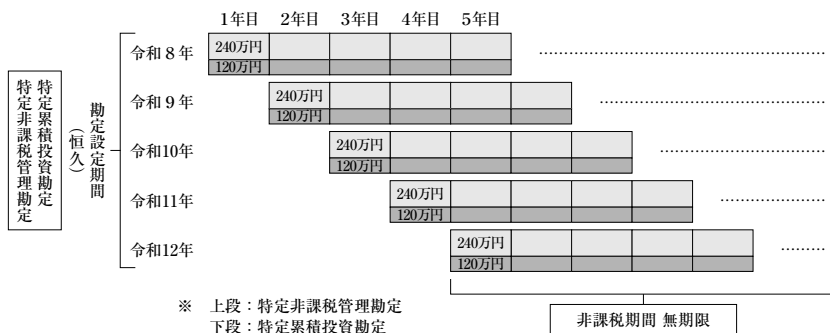 1年目 2年目 3年目 4年目 5年目
特定累積投資勘定
特定非課税管理勘定
勘定設定期間
(恒久)
令和8年 240万円
120万円
令和9年 240万円
120万円
令和10年 240万円
120万円
令和11年 240万円
120万円
令和12年 240万円
120万円
※ 上段：特定非課税管理勘定
下段：特定累積投資勘定
非課税期間 無期限